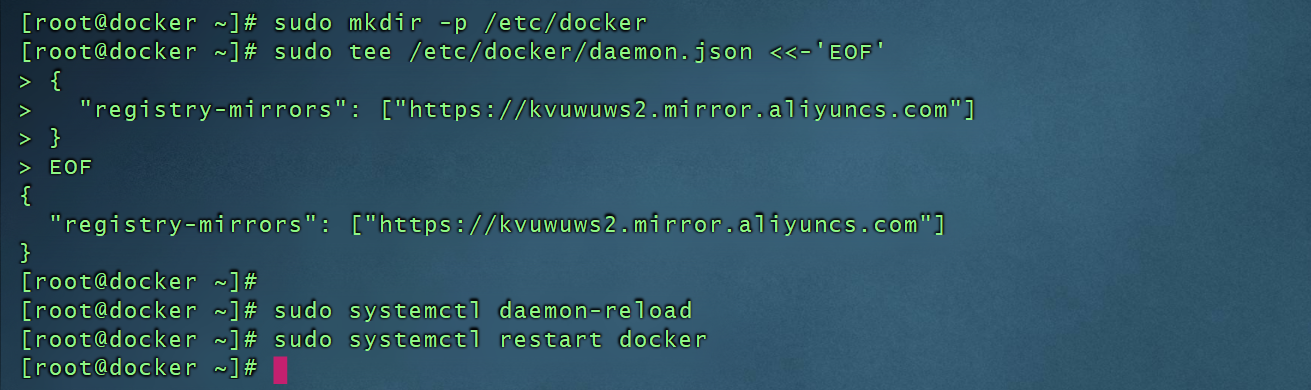 [root@docker ~]# sudo mkdir -p /etc/docker
[root@docker ~]# sudo tee /etc/docker/daemon.json <<-'EOF'
> {
>   "registry-mirrors": ["https://kvuwuws2.mirror.aliyuncs.com"]
> }
> EOF
{
  "registry-mirrors": ["https://kvuwuws2.mirror.aliyuncs.com"]
}
[root@docker ~]#
[root@docker ~]# sudo systemctl daemon-reload
[root@docker ~]# sudo systemctl restart docker
[root@docker ~]#